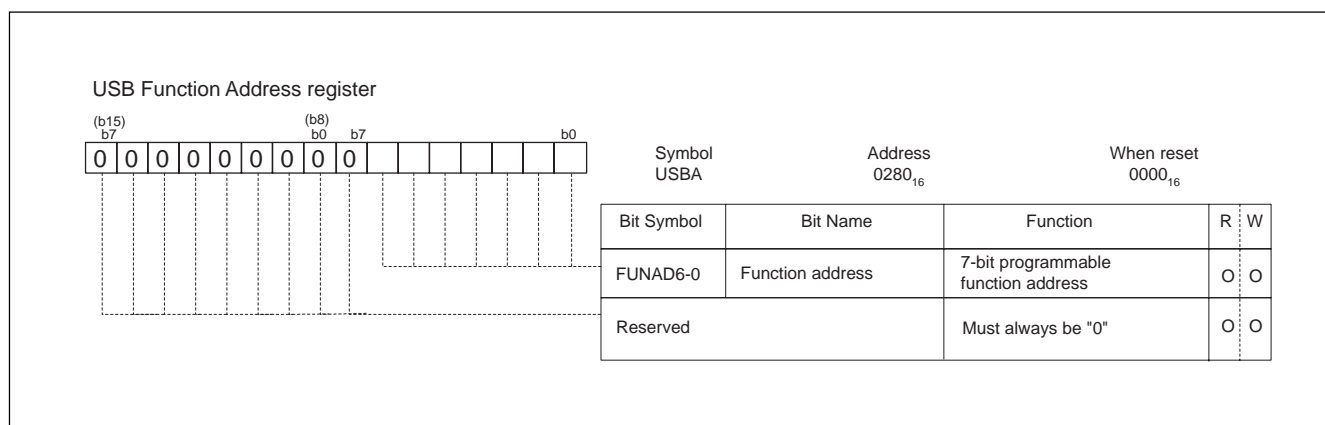 USB Function Address register
(b15) (b8)
b7 b0 b7 b0
0 0 0 0 0 0 0 0 0
Symbol Address When reset
USBA 0280₁₆ 0000₁₆
Bit Symbol Bit Name Function R W
FUNAD6-0 Function address 7-bit programmable
function address O O
Reserved Must always be "0" O O